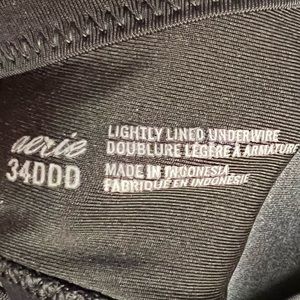 aerie
34DDD
LIGHTLY LINED UNDERWIRE
DOUBLURE LÉGÈRE À ARMATURE
MADE IN INDONESIA
FABRIQUÉ EN INDONÉSIE